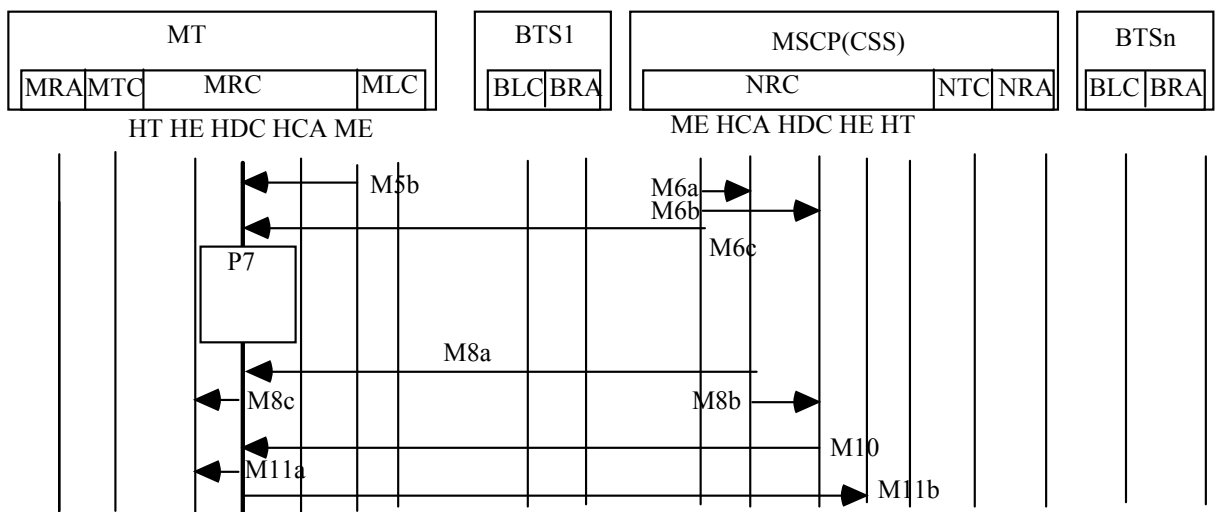 MT BTS1 MSCP(CSS) BTSn
MRA MTC MRC MLC BLC BRA NRC NTC NRA BLC BRA
HT HE HDC HCA ME ME HCA HDC HE HT
M5b M6a
M6b
M6c
P7
M8a
M8c M8b
M10
M11a
M11b